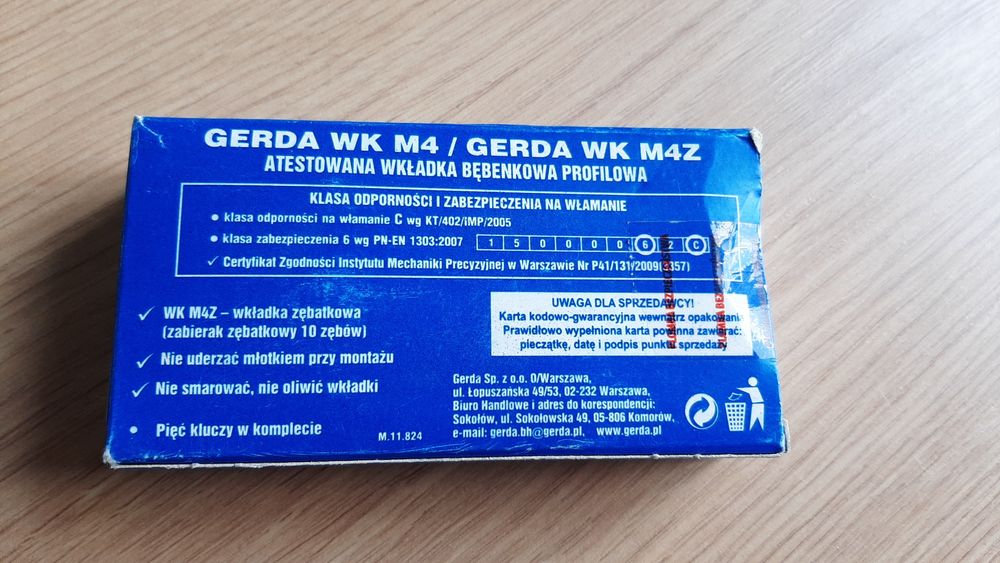 GERDA WK M4 / GERDA WK M4Z
ATESTOWANA WKŁADKA BĘBENKOWA PROFILOWA
KLASA ODPORNOŚCI I ZABEZPIECZENIA NA WŁAMANIE
• klasa odporności na włamanie C wg KT/402/iMP/2005
• klasa zabezpieczenia 6 wg PN-EN 1303:2007 1 5 0 0 0 0 6 2 C
✓ Certyfikat Zgodności Instytutu Mechaniki Precyzyjnej w Warszawie Nr P41/131/2009( 357)
✓ WK M4Z – wkładka zębatkowa
(zabierak zębatkowy 10 zębów)
✓ Nie uderzać młotkiem przy montażu
✓ Nie smarować, nie oliwić wkładki
• Pięć kluczy w komplecie
M.11.824
UWAGA DLA SPRZEDAWCY!
Karta kodowo-gwarancyjna wewnątrz opakowania
Prawidłowo wypełniona karta powinna zawierać:
pieczątkę, datę i podpis punktu sprzedaży
Gerda Sp. z o.o. O/Warszawa,
ul. Łopuszańska 49/53, 02-232 Warszawa,
Biuro Handlowe i adres do korespondencji:
Sokołów, ul. Sokołowska 49, 05-806 Komorów,
e-mail: gerda.bh@gerda.pl, www.gerda.pl